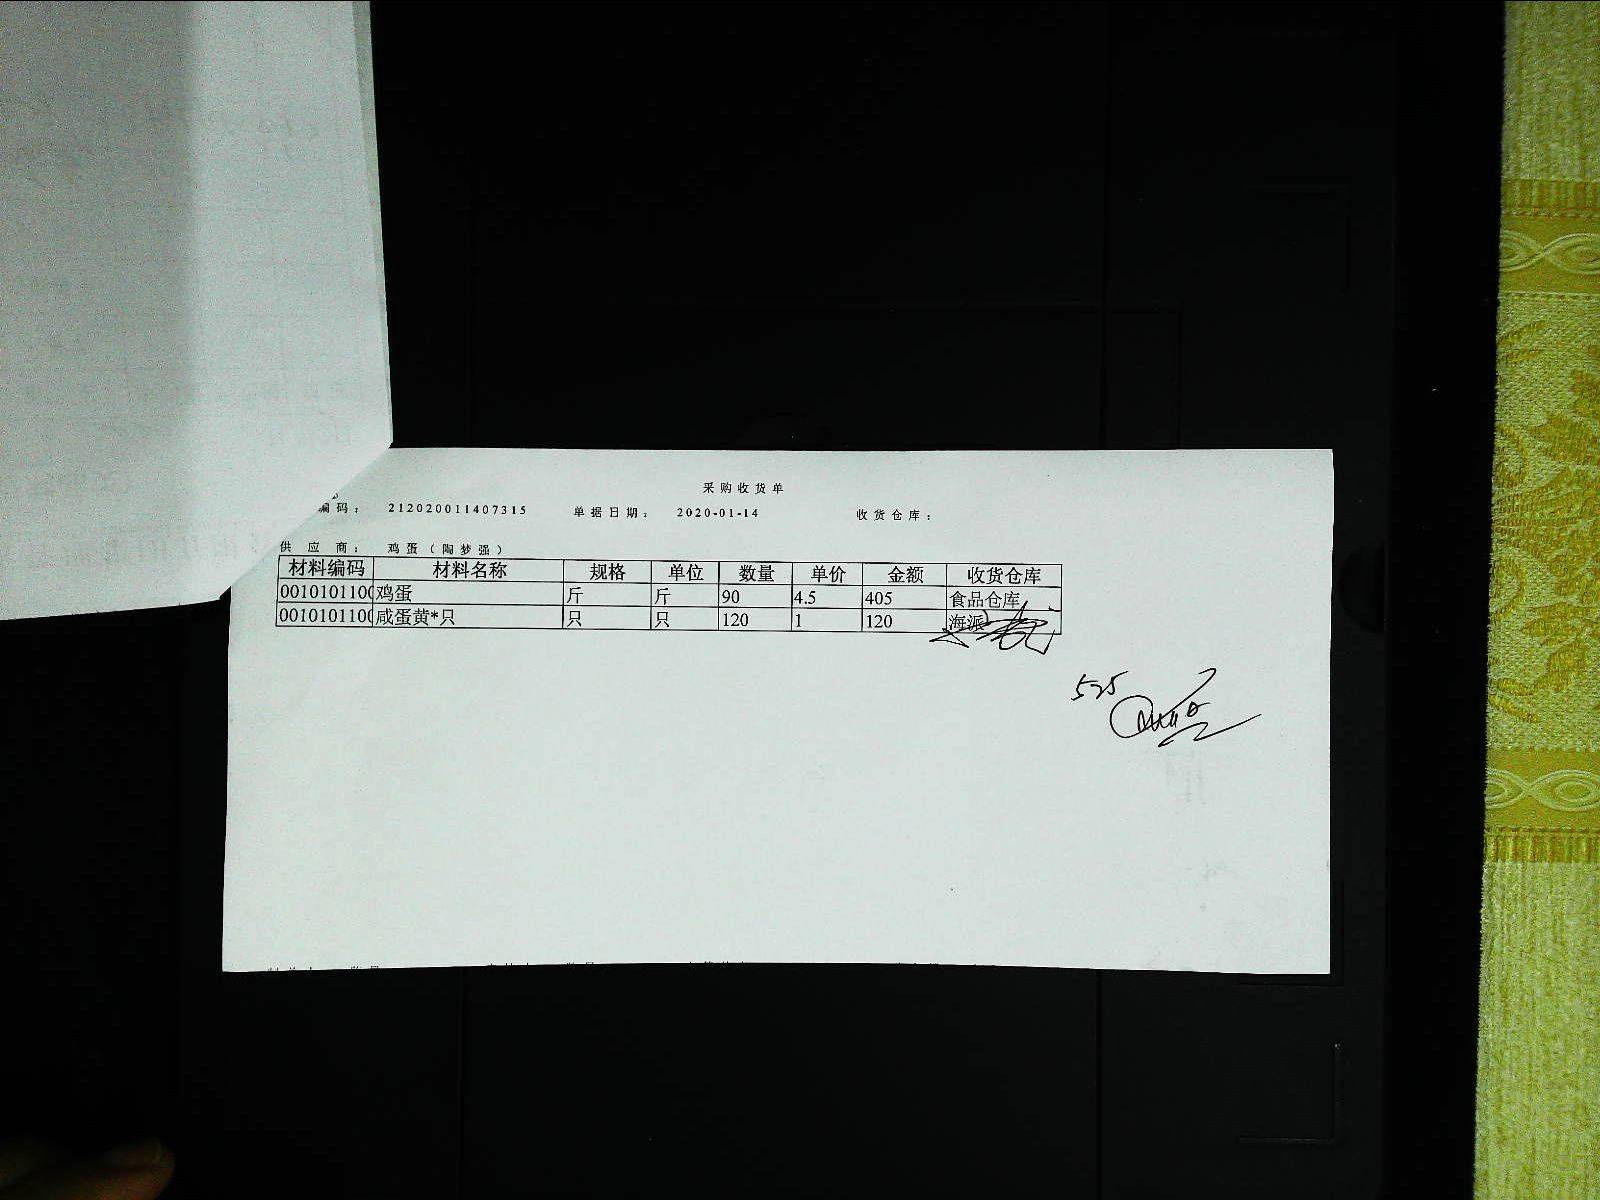 采购收货单
编码： 212020011407315 单据日期： 2020-01-14 收货仓库：
供应商： 鸡蛋（陶梦强）
材料编码 材料名称 规格 单位 数量 单价 金额 收货仓库
0010101100 鸡蛋 斤 斤 90 4.5 405 食品仓库
0010101100 咸蛋黄*只 只 只 120 1 120 海派
525